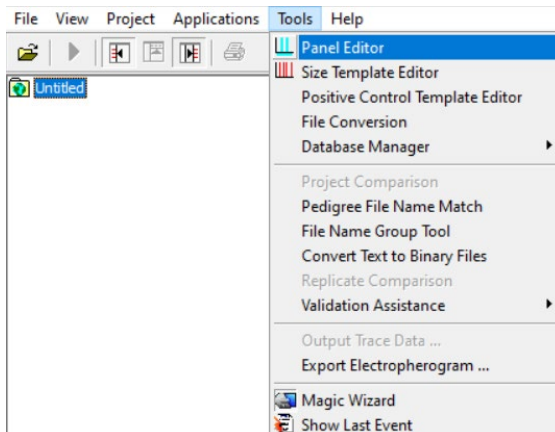 File View Project Applications Tools Help
Untitled
Panel Editor
Size Template Editor
Positive Control Template Editor
File Conversion
Database Manager
Project Comparison
Pedigree File Name Match
File Name Group Tool
Convert Text to Binary Files
Replicate Comparison
Validation Assistance
Output Trace Data ...
Export Electropherogram ...
Magic Wizard
Show Last Event